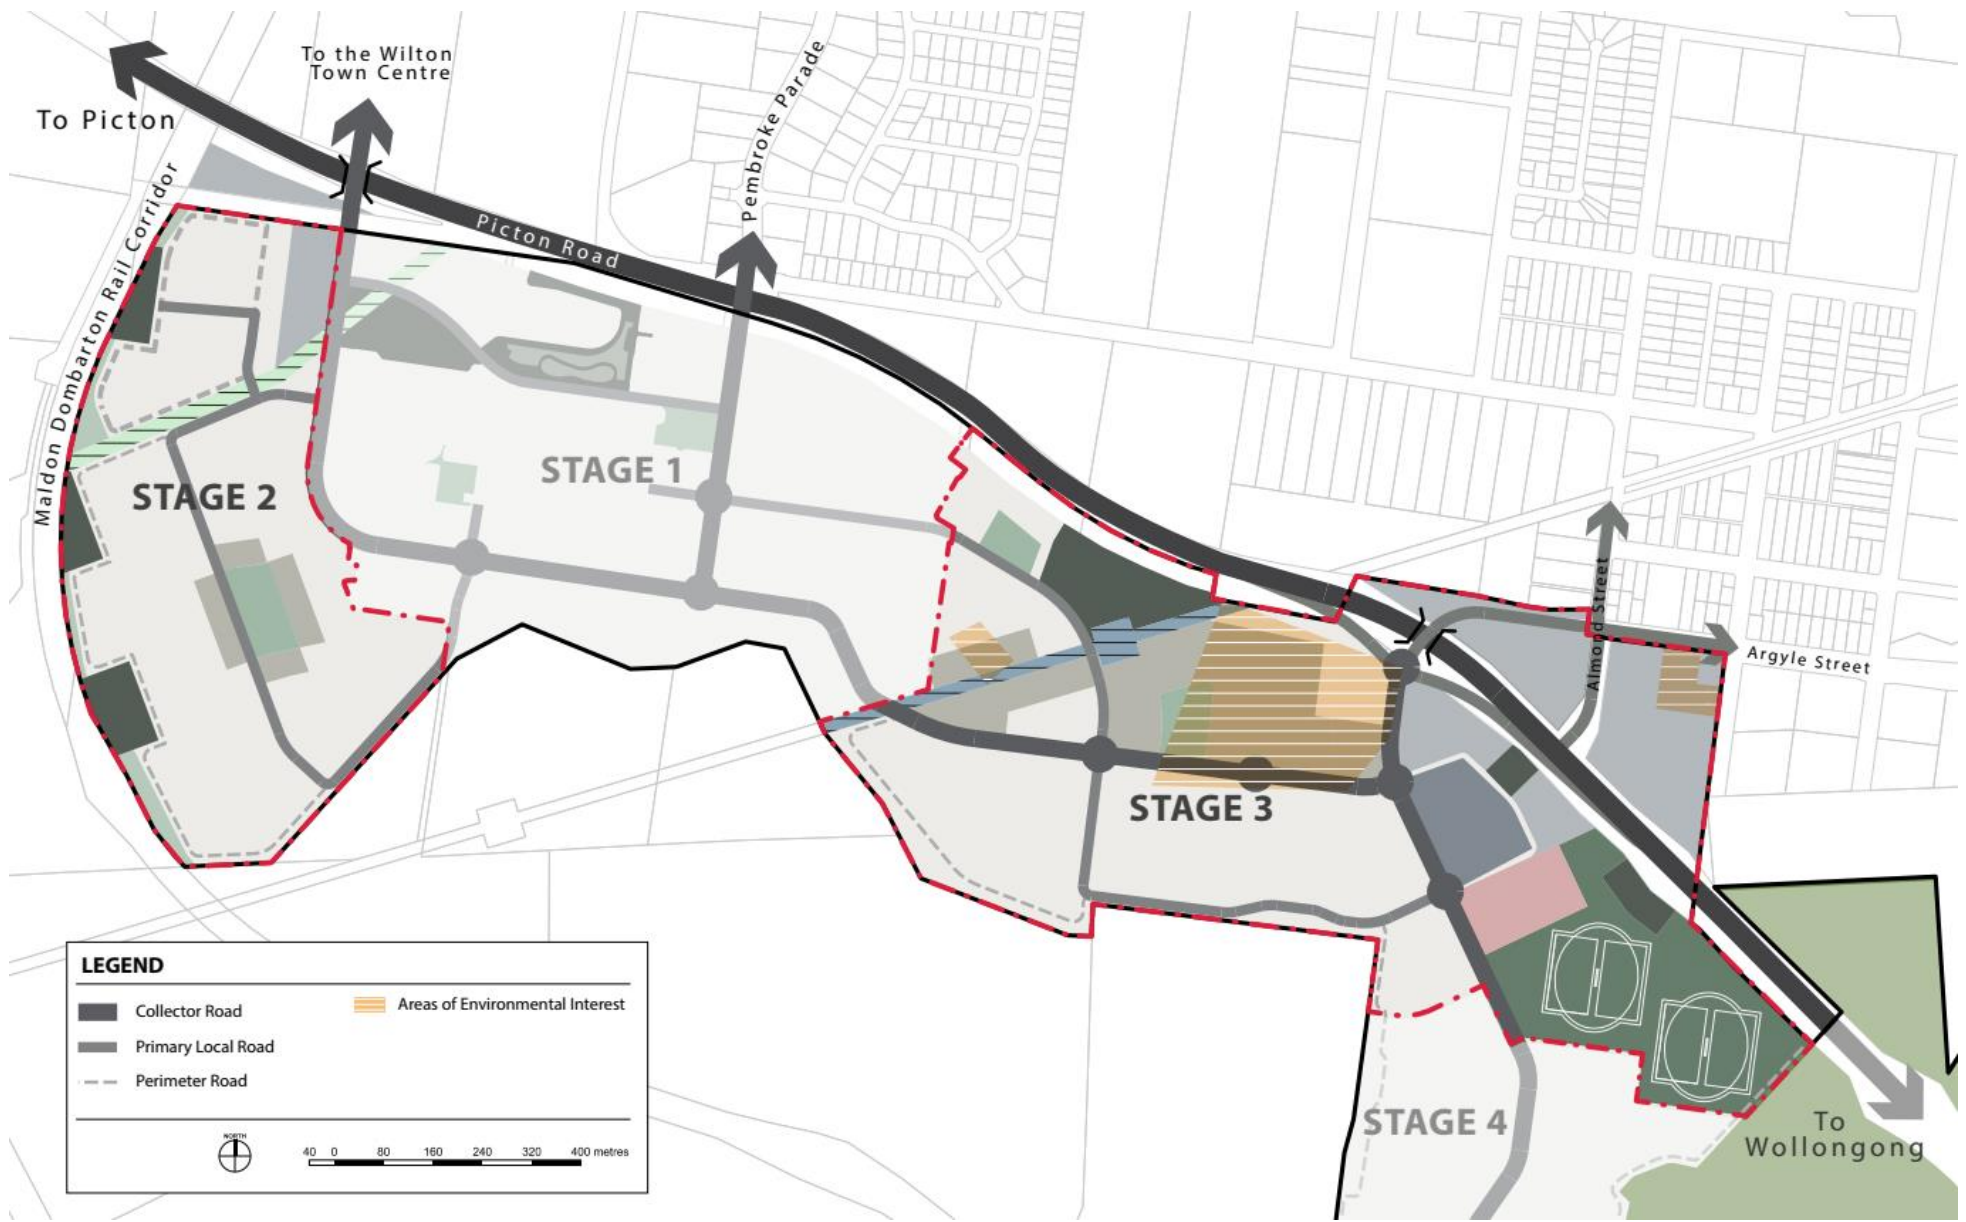 To the Wilton
Town Centre
To Picton
Pembroke Parade
Picton Road
Maldon Dombarton Rail Corridor
STAGE 1
STAGE 2
Almond Street
Argyle Street
STAGE 3
STAGE 4
To
Wollongong
LEGEND
Collector Road
Areas of Environmental Interest
Primary Local Road
Perimeter Road
NORTH
40 0 80 160 240 320 400 metres